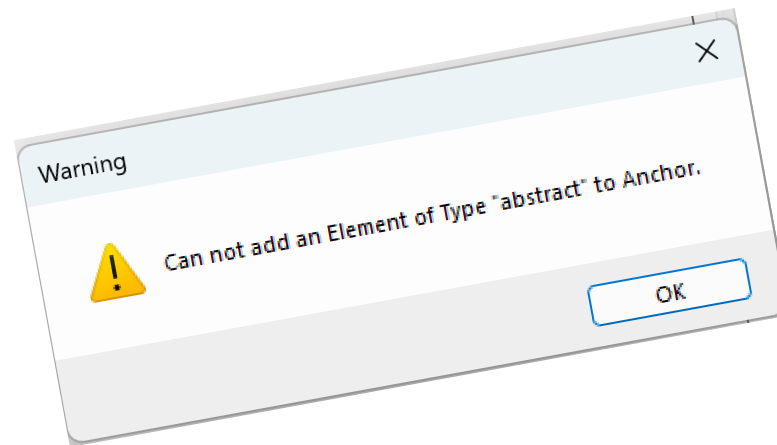 Warning
Can not add an Element of Type "abstract" to Anchor.
OK